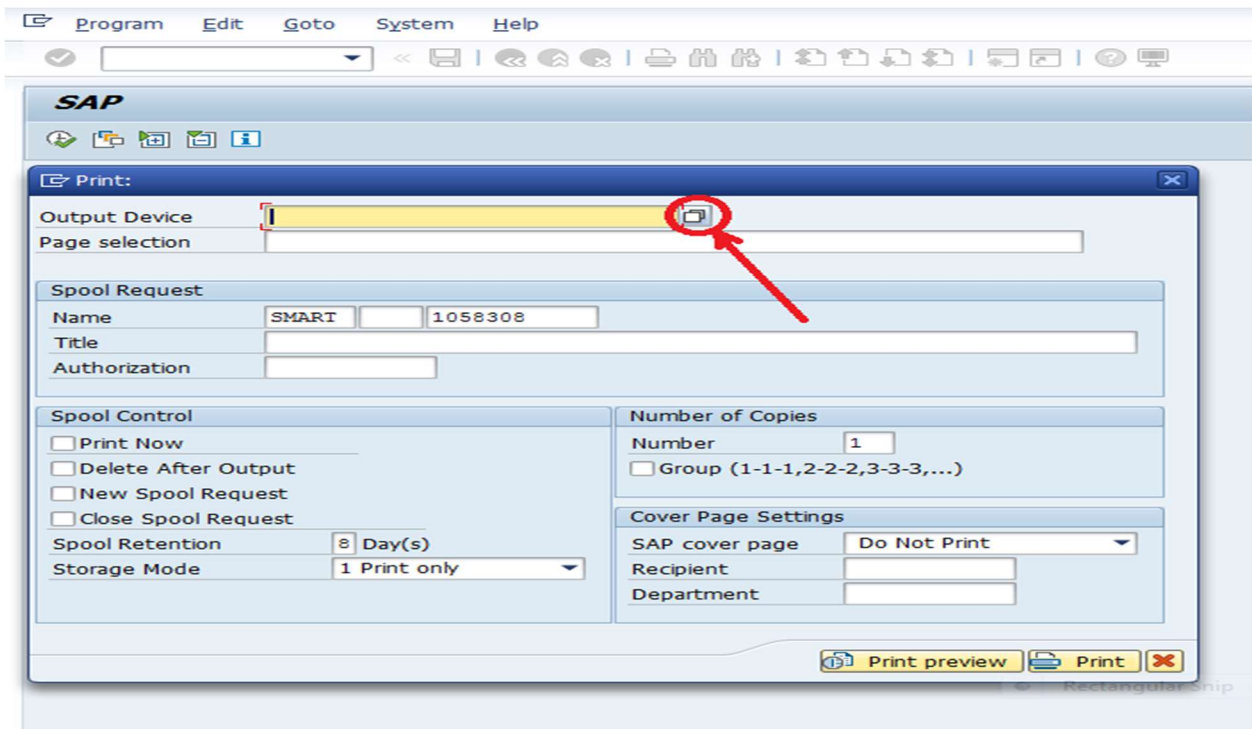 Program Edit Goto System Help
SAP
Print:
Output Device
Page selection
Spool Request
Name SMART 1058308
Title
Authorization
Spool Control
Print Now
Delete After Output
New Spool Request
Close Spool Request
Spool Retention 8 Day(s)
Storage Mode 1 Print only
Number of Copies
Number 1
Group (1-1-1,2-2-2,3-3-3,...)
Cover Page Settings
SAP cover page Do Not Print
Recipient
Department
Print preview Print
Rectangular Snip